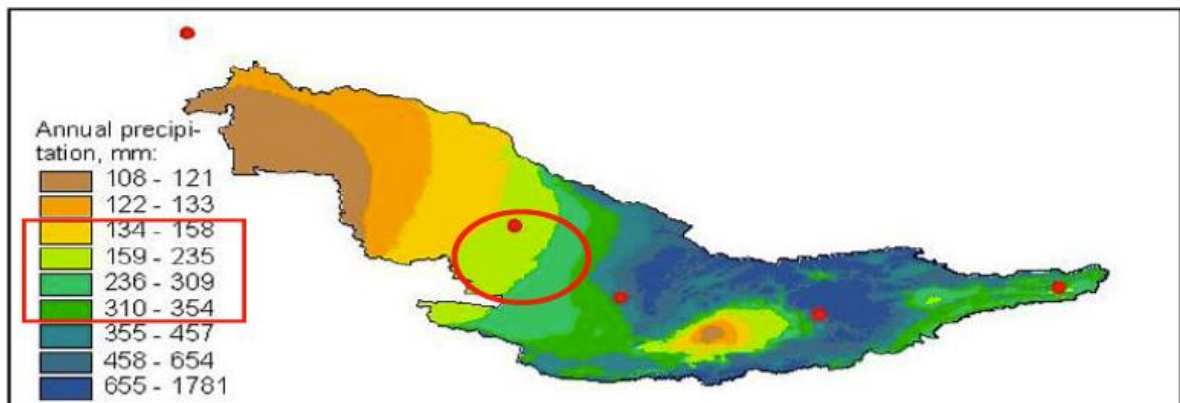 Annual precipi-
tation, mm:
108 - 121
122 - 133
134 - 158
159 - 235
236 - 309
310 - 354
355 - 457
458 - 654
655 - 1781